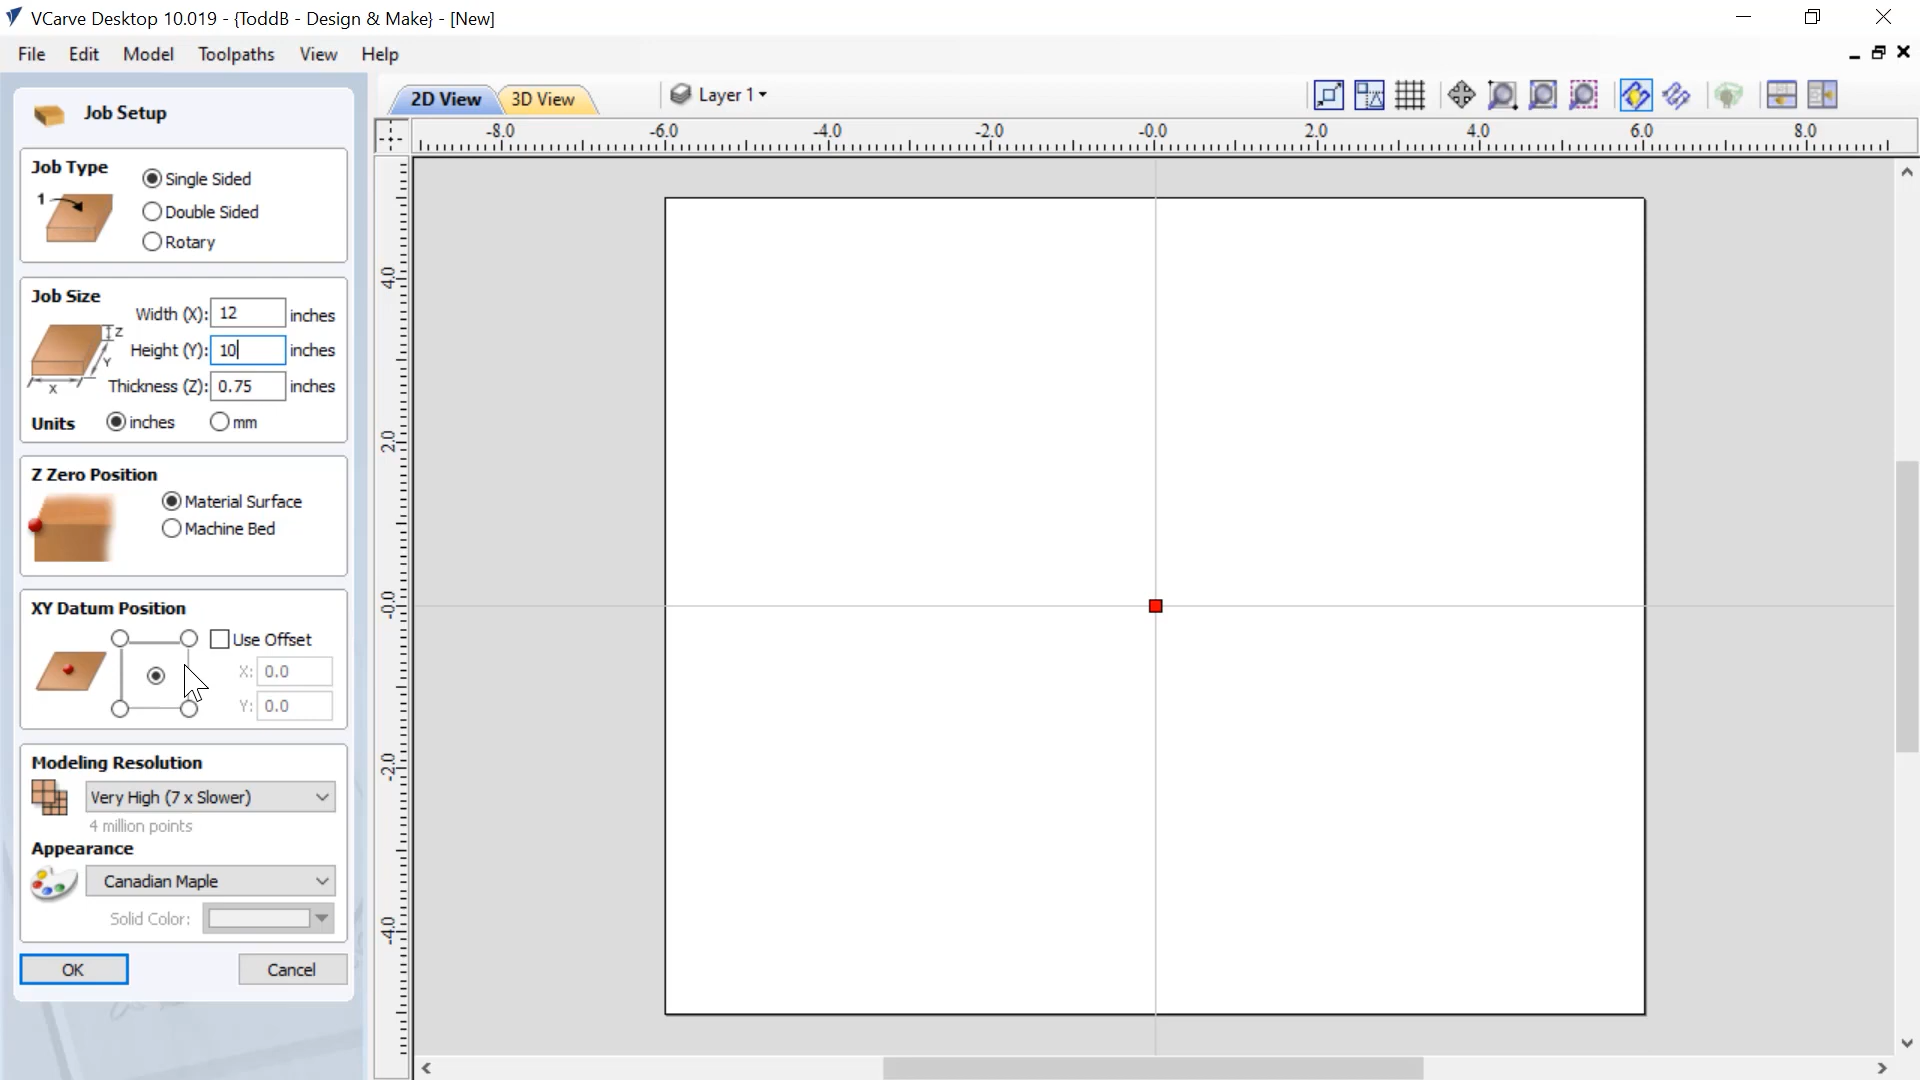 VCarve Desktop 10.019 - {ToddB - Design & Make} - [New]
File Edit Model Toolpaths View Help
Job Setup
2D View 3D View Layer 1
-8.0 -6.0 -4.0 -2.0 -0.0 2.0 4.0 6.0 8.0
Job Type
1
Single Sided
Double Sided
Rotary
Job Size
Width (X): 12 inches
Height (Y): 10 inches
Thickness (Z): 0.75 inches
Z
Y
X
Units inches mm
Z Zero Position
Material Surface
Machine Bed
XY Datum Position
Use Offset
X: 0.0
Y: 0.0
Modeling Resolution
Very High (7 x Slower)
4 million points
Appearance
Canadian Maple
Solid Color:
OK Cancel
4.0
2.0
-0.0
-2.0
-4.0